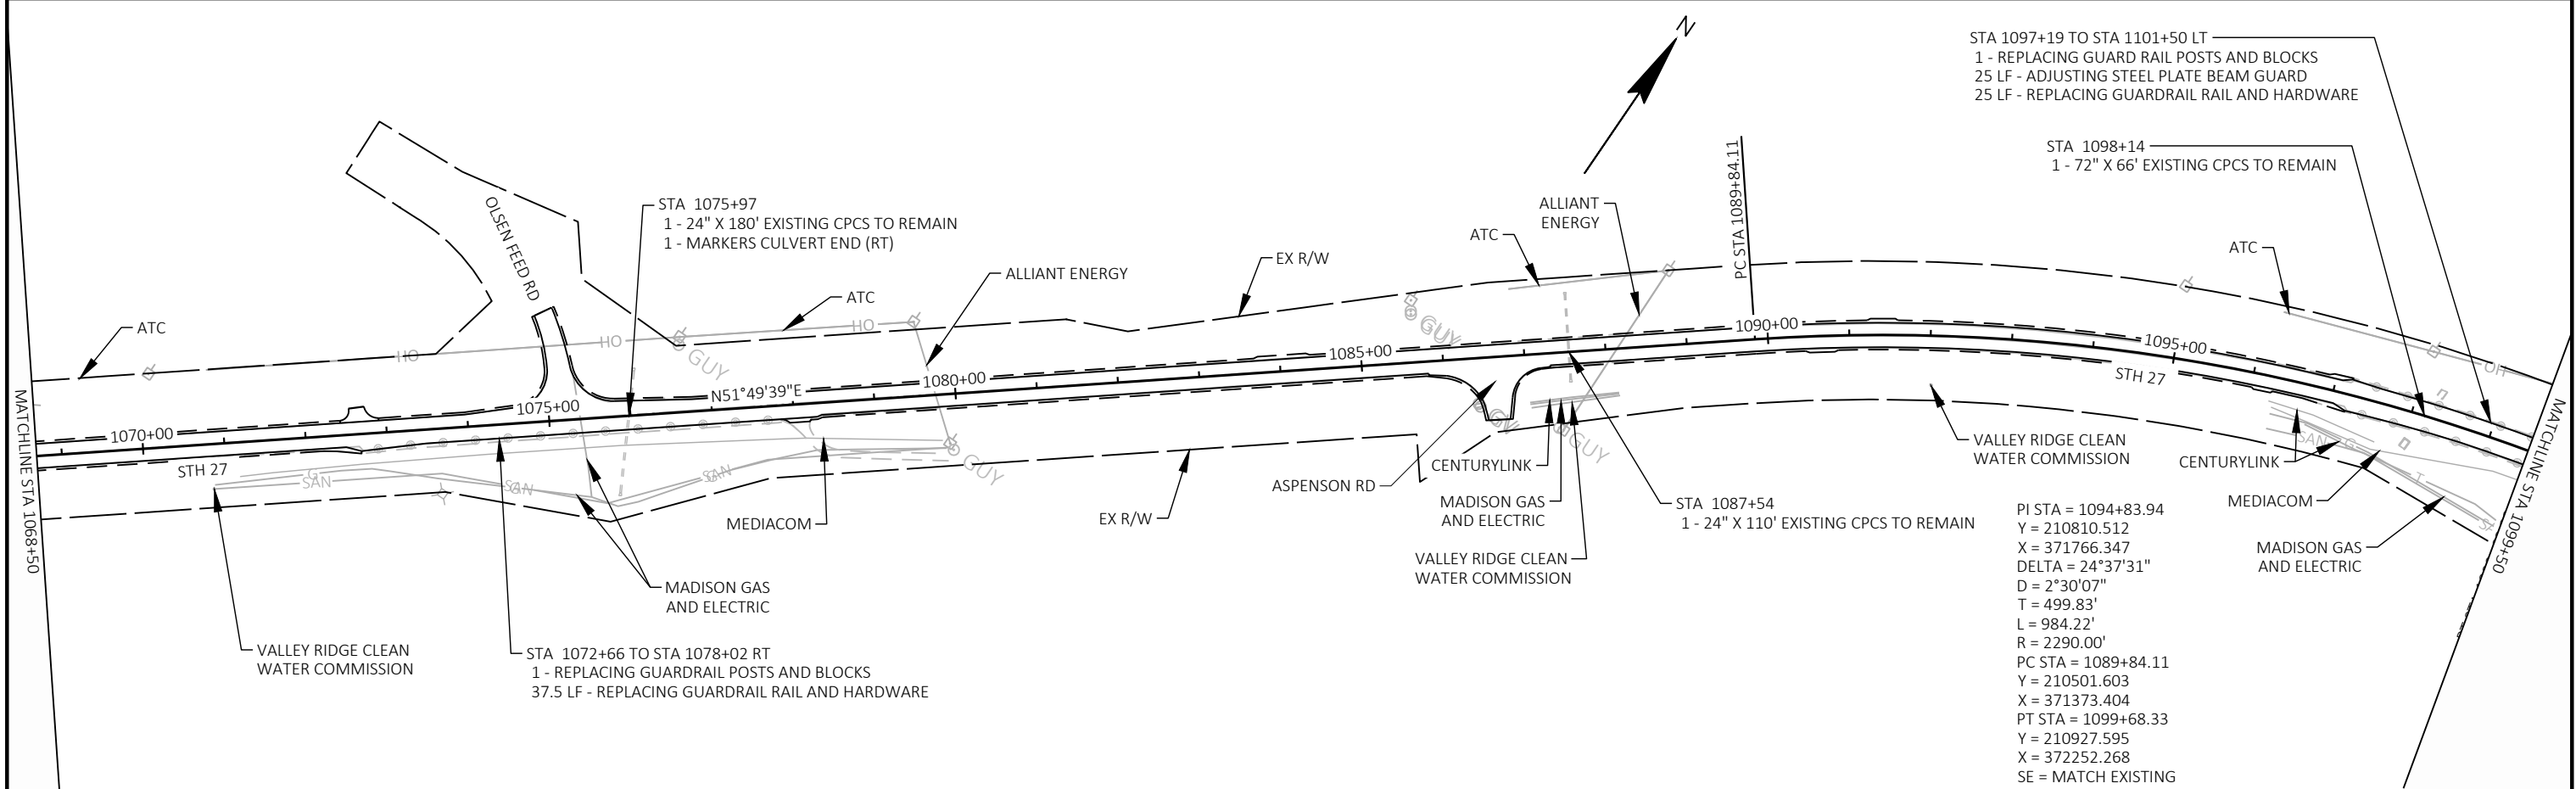 N
STA 1097+19 TO STA 1101+50 LT
1 - REPLACING GUARD RAIL POSTS AND BLOCKS
25 LF - ADJUSTING STEEL PLATE BEAM GUARD
25 LF - REPLACING GUARDRAIL RAIL AND HARDWARE
STA 1098+14
1 - 72" X 66' EXISTING CPCS TO REMAIN
OLSEN FEED RD
STA 1075+97
1 - 24" X 180' EXISTING CPCS TO REMAIN
1 - MARKERS CULVERT END (RT)
ALLIANT
ENERGY
ATC
PC STA 1089+84.11
ATC
EX R/W
ALLIANT ENERGY
ATC
ATC
HO
HO
HO
GUY
GUY
OH
1070+00
1075+00
N51°49'39"E
1080+00
1085+00
1090+00
1095+00
STH 27
STH 27
MATCHLINE STA 1068+50
MATCHLINE STA 1099+50
G
SAN
SAN
SAN
GUY
GUY
GUY
SAN
G
T
VALLEY RIDGE CLEAN
WATER COMMISSION
CENTURYLINK
MEDIACOM
MADISON GAS
AND ELECTRIC
CENTURYLINK
ASPENSON RD
MADISON GAS
AND ELECTRIC
STA 1087+54
1 - 24" X 110' EXISTING CPCS TO REMAIN
VALLEY RIDGE CLEAN
WATER COMMISSION
EX R/W
MEDIACOM
MADISON GAS
AND ELECTRIC
VALLEY RIDGE CLEAN
WATER COMMISSION
STA 1072+66 TO STA 1078+02 RT
1 - REPLACING GUARDRAIL POSTS AND BLOCKS
37.5 LF - REPLACING GUARDRAIL RAIL AND HARDWARE
PI STA = 1094+83.94
Y = 210810.512
X = 371766.347
DELTA = 24°37'31"
D = 2°30'07"
T = 499.83'
L = 984.22'
R = 2290.00'
PC STA = 1089+84.11
Y = 210501.603
X = 371373.404
PT STA = 1099+68.33
Y = 210927.595
X = 372252.268
SE = MATCH EXISTING